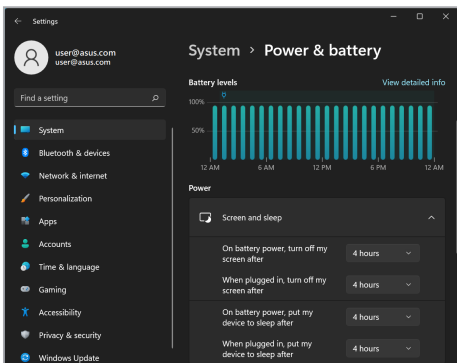 Settings
user@asus.com
user@asus.com
Find a setting
System
Bluetooth & devices
Network & internet
Personalization
Apps
Accounts
Time & language
Gaming
Accessibility
Privacy & security
Windows Update
System > Power & battery
Battery levels
View detailed info
100%
50%
12 AM 6 AM 12 PM 6 PM 12 AM
Power
Screen and sleep
On battery power, turn off my
screen after
4 hours
When plugged in, turn off my
screen after
4 hours
On battery power, put my
device to sleep after
4 hours
When plugged in, put my
device to sleep after
4 hours